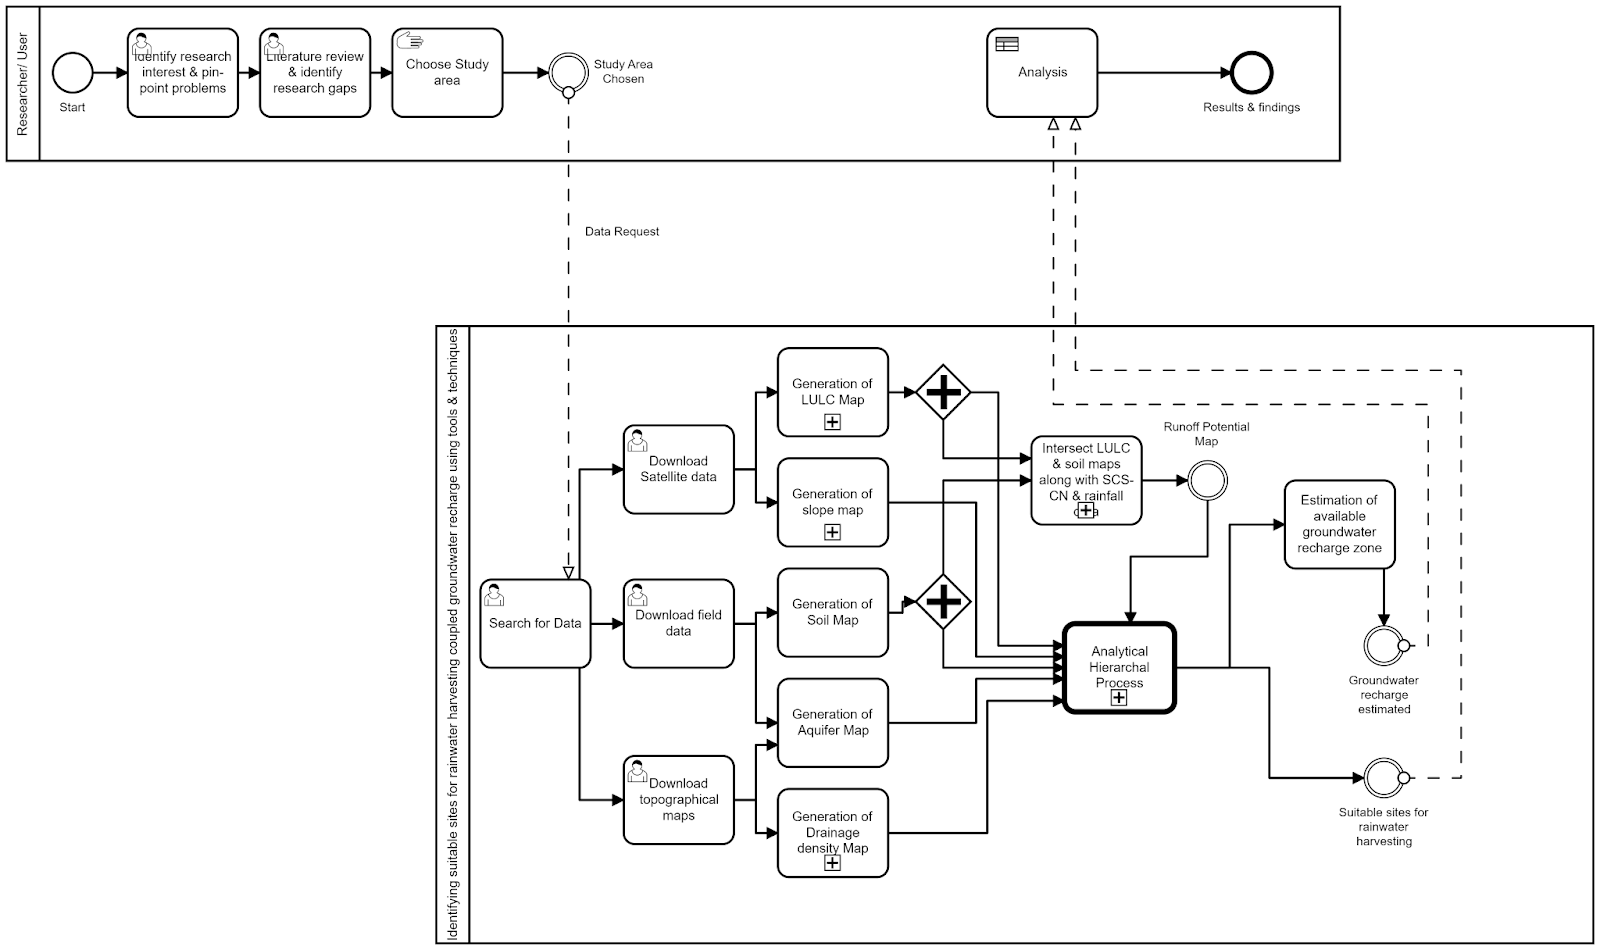 Researcher/ User
Start
Identify research
interest & pin-
point problems
Literature review
& identify
research gaps
Choose Study
area
Study Area
Chosen
Analysis
Results & findings
Data Request
Identifying suitable sites for rainwater harvesting coupled groundwater recharge using tools & techniques
Search for Data
Download
Satellite data
Download field
data
Download
topographical
maps
Generation of
LULC Map
Generation of
slope map
Generation of
Soil Map
Generation of
Aquifer Map
Generation of
Drainage
density Map
Intersect LULC
& soil maps
along with SCS-
CN & rainfall
data
Runoff Potential
Map
Analytical
Hierarchal
Process
Estimation of
available
groundwater
recharge zone
Groundwater
recharge
estimated
Suitable sites for
rainwater
harvesting